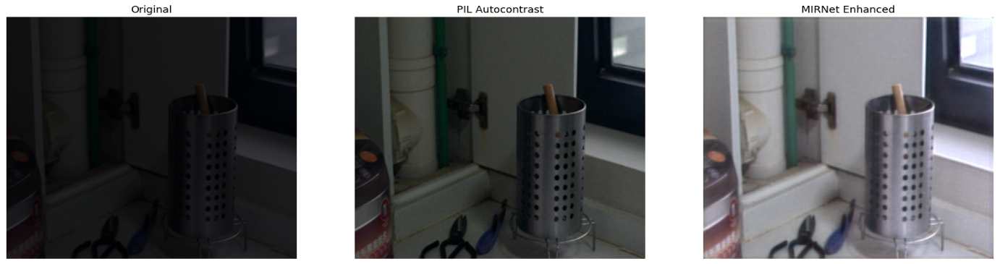 Original
PIL Autocontrast
MIRNet Enhanced